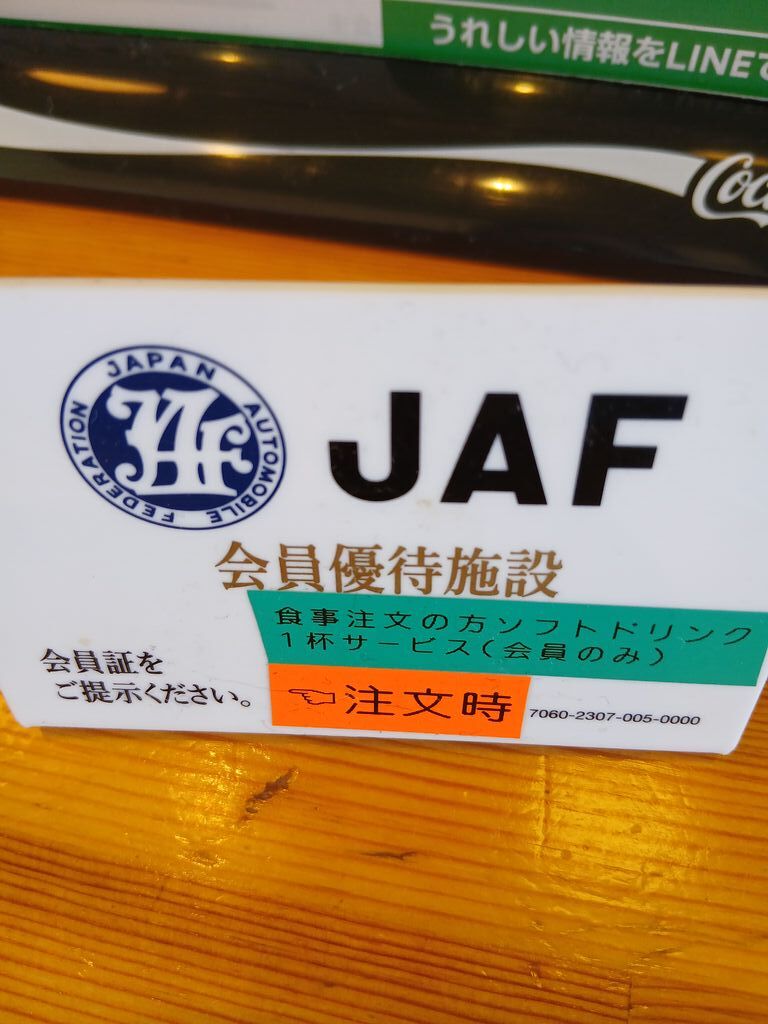 うれしい情報をLINEで
Coca
JAPAN AUTOMOBILE FEDERATION
JAF
JAF
会員優待施設
食事注文の方ソフトドリンク
1杯サービス(会員のみ)
会員証を
ご提示ください。
☜注文時
7060-2307-005-0000